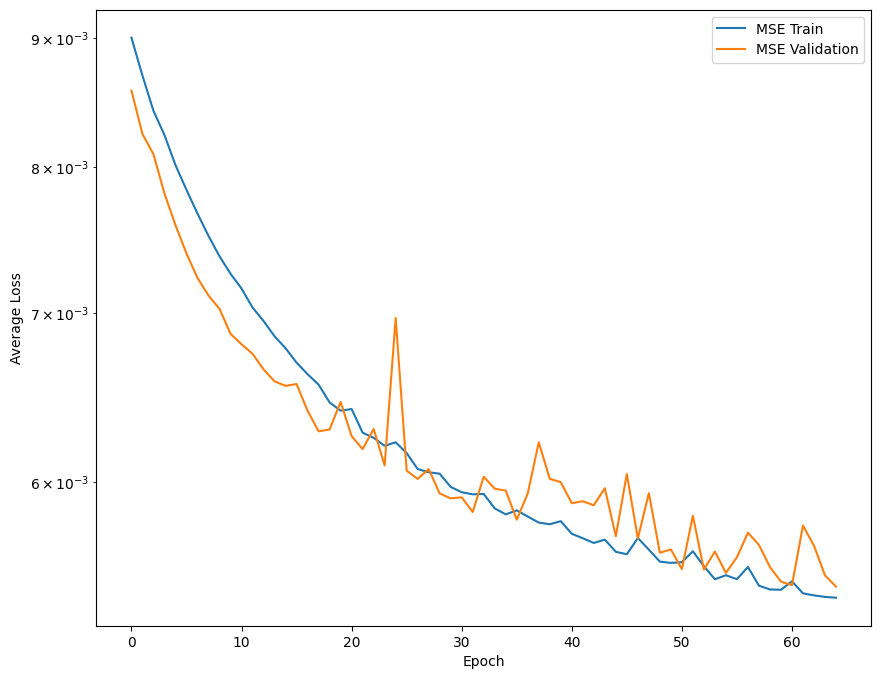 MSE Train
MSE Validation
9 × 10⁻³
8 × 10⁻³
7 × 10⁻³
6 × 10⁻³
Average Loss
0 10 20 30 40 50 60
Epoch